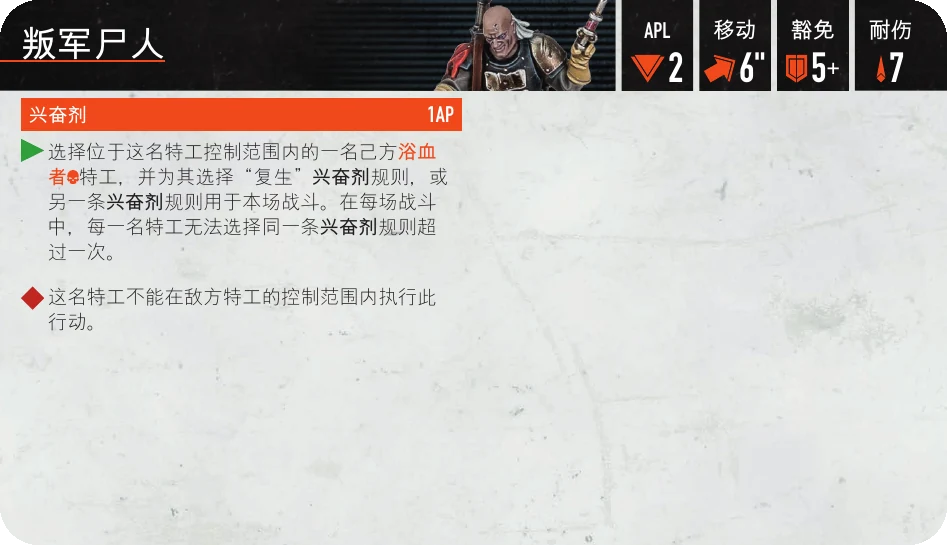 叛军尸人
APL 移动 豁免 耐伤
2 6" 5+ 7
兴奋剂 1AP
选择位于这名特工控制范围内的一名己方浴血
者特工，并为其选择“复生”兴奋剂规则，或
另一条兴奋剂规则用于本场战斗。在每场战斗
中，每一名特工无法选择同一条兴奋剂规则超
过一次。
这名特工不能在敌方特工的控制范围内执行此
行动。